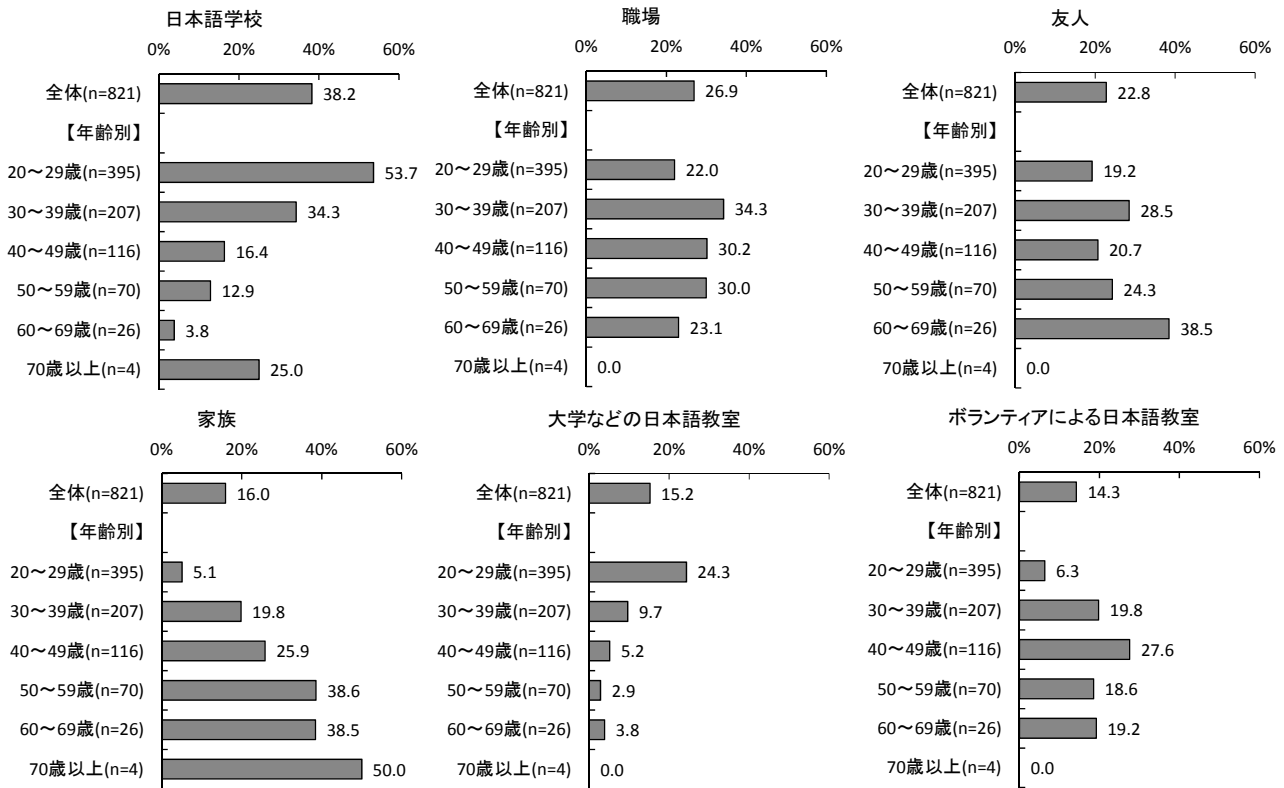 日本語学校
0% 20% 40% 60%
全体(n=821) 38.2
【年齢別】
20～29歳(n=395) 53.7
30～39歳(n=207) 34.3
40～49歳(n=116) 16.4
50～59歳(n=70) 12.9
60～69歳(n=26) 3.8
70歳以上(n=4) 25.0
職場
0% 20% 40% 60%
全体(n=821) 26.9
【年齢別】
20～29歳(n=395) 22.0
30～39歳(n=207) 34.3
40～49歳(n=116) 30.2
50～59歳(n=70) 30.0
60～69歳(n=26) 23.1
70歳以上(n=4) 0.0
友人
0% 20% 40% 60%
全体(n=821) 22.8
【年齢別】
20～29歳(n=395) 19.2
30～39歳(n=207) 28.5
40～49歳(n=116) 20.7
50～59歳(n=70) 24.3
60～69歳(n=26) 38.5
70歳以上(n=4) 0.0
家族
0% 20% 40% 60%
全体(n=821) 16.0
【年齢別】
20～29歳(n=395) 5.1
30～39歳(n=207) 19.8
40～49歳(n=116) 25.9
50～59歳(n=70) 38.6
60～69歳(n=26) 38.5
70歳以上(n=4) 50.0
大学などの日本語教室
0% 20% 40% 60%
全体(n=821) 15.2
【年齢別】
20～29歳(n=395) 24.3
30～39歳(n=207) 9.7
40～49歳(n=116) 5.2
50～59歳(n=70) 2.9
60～69歳(n=26) 3.8
70歳以上(n=4) 0.0
ボランティアによる日本語教室
0% 20% 40% 60%
全体(n=821) 14.3
【年齢別】
20～29歳(n=395) 6.3
30～39歳(n=207) 19.8
40～49歳(n=116) 27.6
50～59歳(n=70) 18.6
60～69歳(n=26) 19.2
70歳以上(n=4) 0.0